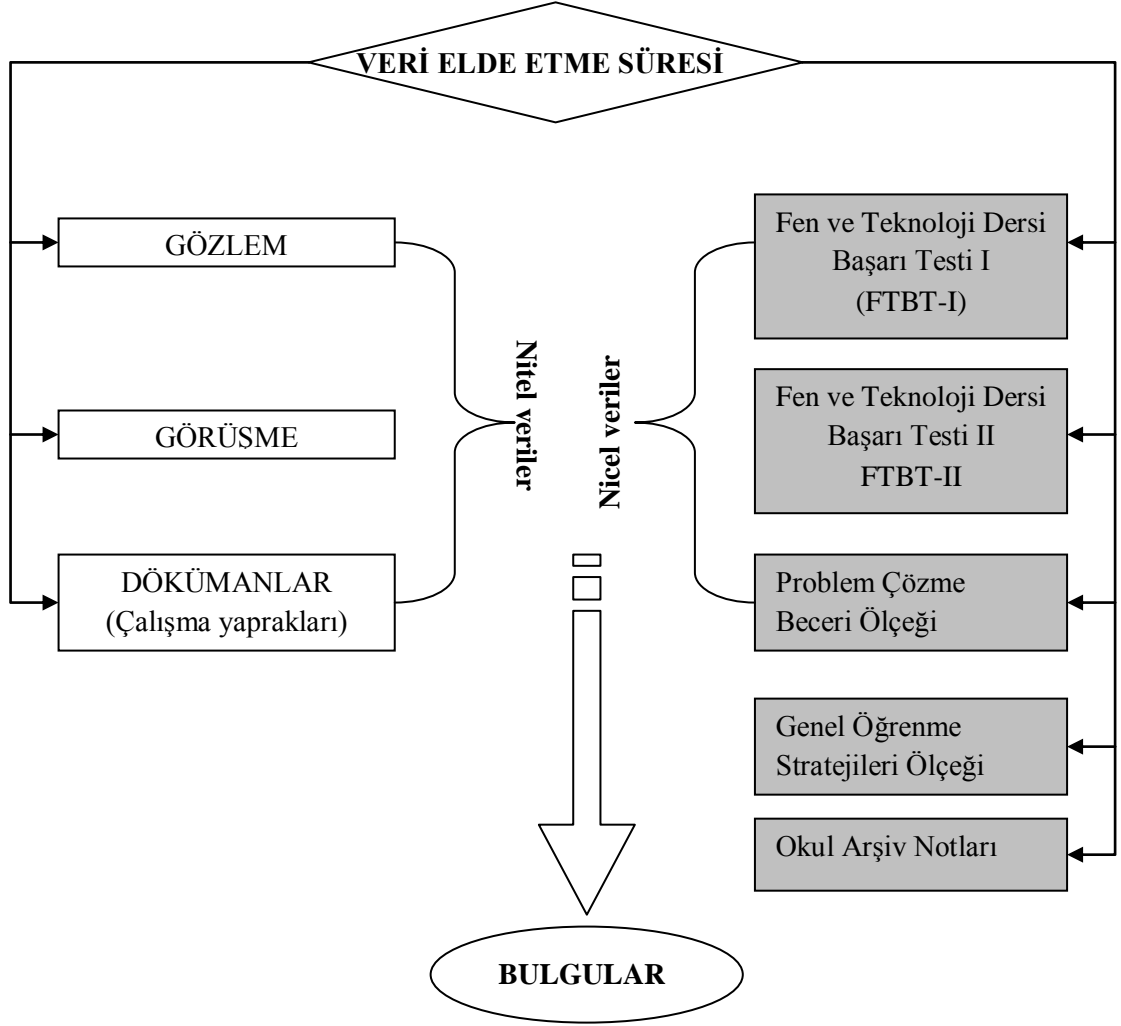 VERİ ELDE ETME SÜRESİ
GÖZLEM
GÖRÜŞME
DÖKÜMANLAR
(Çalışma yaprakları)
Nitel veriler
Nicel veriler
Fen ve Teknoloji Dersi
Başarı Testi I
(FTBT-I)
Fen ve Teknoloji Dersi
Başarı Testi II
FTBT-II
Problem Çözme
Beceri Ölçeği
Genel Öğrenme
Stratejileri Ölçeği
Okul Arşiv Notları
BULGULAR